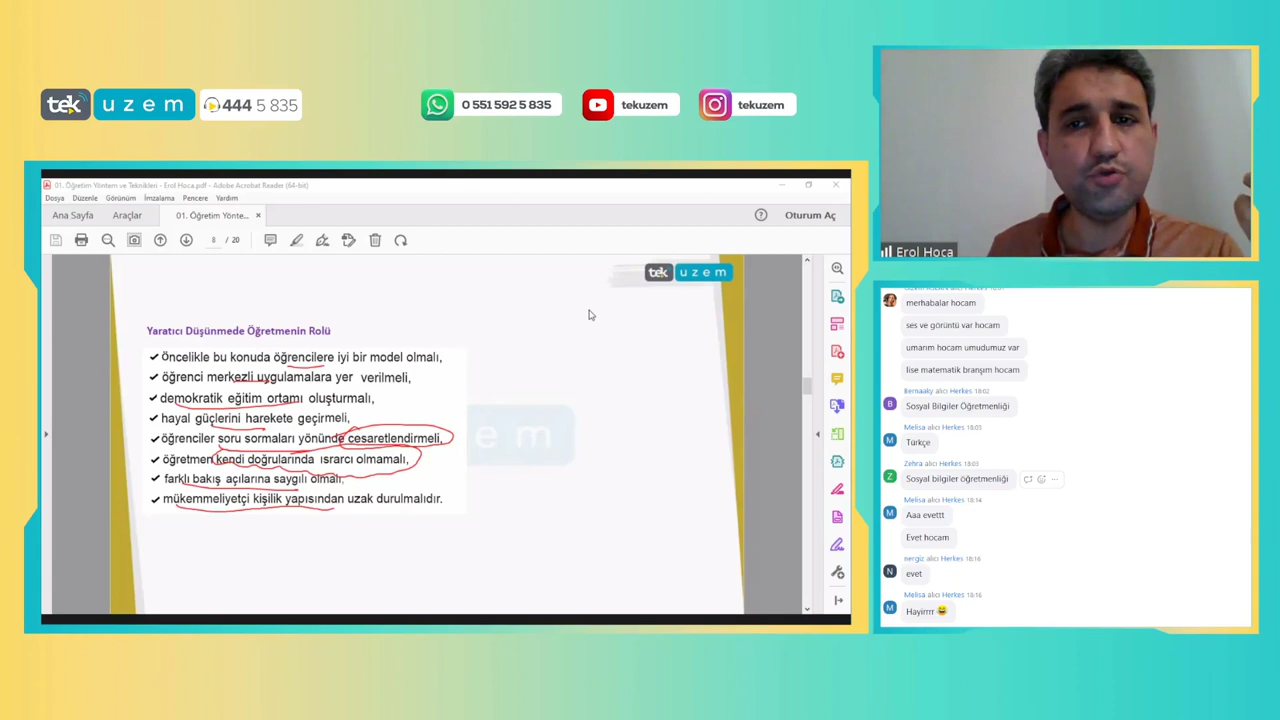 tek uzem 444 5 835
0 551 592 5 835
tekuzem
tekuzem
01. Öğretim Yöntem ve Teknikleri - Erol Hoca.pdf - Adobe Acrobat Reader (64-bit)
Dosya Düzenle Görünüm İmzalama Pencere Yardım
Ana Sayfa Araçlar 01. Öğretim Yönte... × Oturum Aç
8 / 20
tek uzem
Yaratıcı Düşünmede Öğretmenin Rolü
✔ Öncelikle bu konuda öğrencilere iyi bir model olmalı,
✔ öğrenci merkezli uygulamalara yer verilmeli,
✔ demokratik eğitim ortamı oluşturmalı,
✔ hayal güçlerini harekete geçirmeli,
✔ öğrenciler soru sormaları yönünde cesaretlendirmeli,
✔ öğretmen kendi doğrularında ısrarcı olmamalı,
✔ farklı bakış açılarına saygılı olmalı,
✔ mükemmeliyetçi kişilik yapısından uzak durulmalıdır.
e m
Erol Hoca
merhabalar hocam
ses ve görüntü var hocam
umarım hocam umudumuz var
lise matematik branşım hocam
Bernaaky alıcı Herkes 18:02
B Sosyal Bilgiler Öğretmenliği
Melisa alıcı Herkes 18:03
M Türkçe
Zehra alıcı Herkes 18:03
Z Sosyal bilgiler öğretmenliği
Melisa alıcı Herkes 18:14
M Aaa evettt
Evet hocam
nergiz alıcı Herkes 18:16
N evet
Melisa alıcı Herkes 18:16
M Hayirrrr 😅